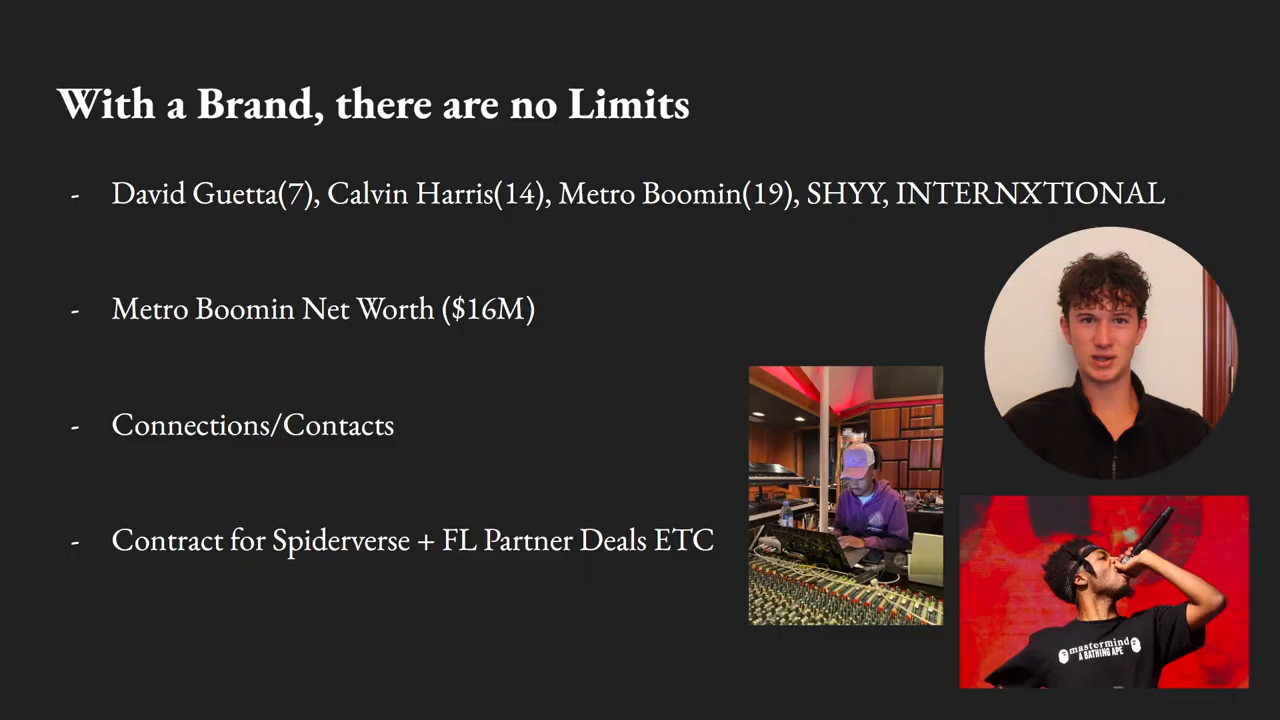 With a Brand, there are no Limits
- David Guetta(7), Calvin Harris(14), Metro Boomin(19), SHYY, INTERNXTIONAL
- Metro Boomin Net Worth ($16M)
- Connections/Contacts
- Contract for Spiderverse + FL Partner Deals ETC
mastermind
A BATHING APE